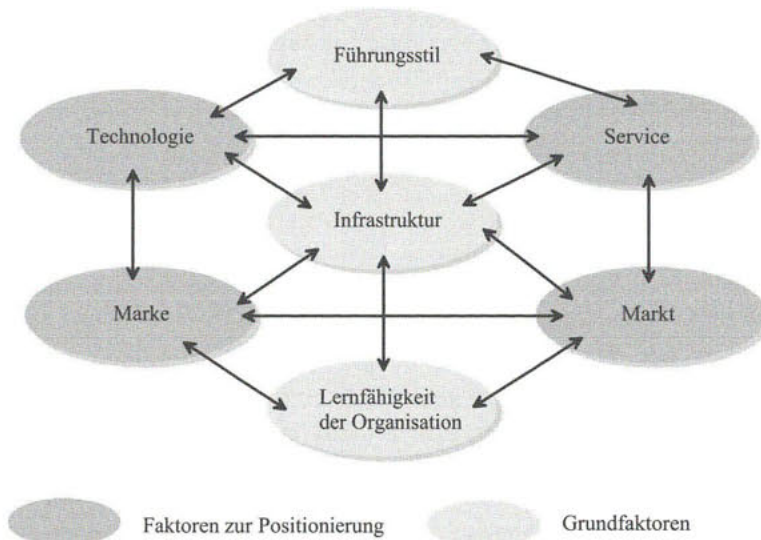 Führungsstil
Technologie
Service
Infrastruktur
Marke
Markt
Lernfähigkeit
der Organisation
Faktoren zur Positionierung
Grundfaktoren